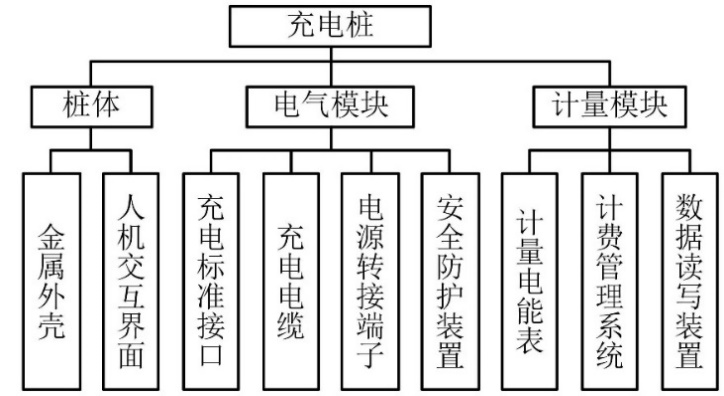 充电桩
桩体
电气模块
计量模块
金属外壳
人机交互界面
充电标准接口
充电电缆
电源转接端子
安全防护装置
计量电能表
计费管理系统
数据读写装置